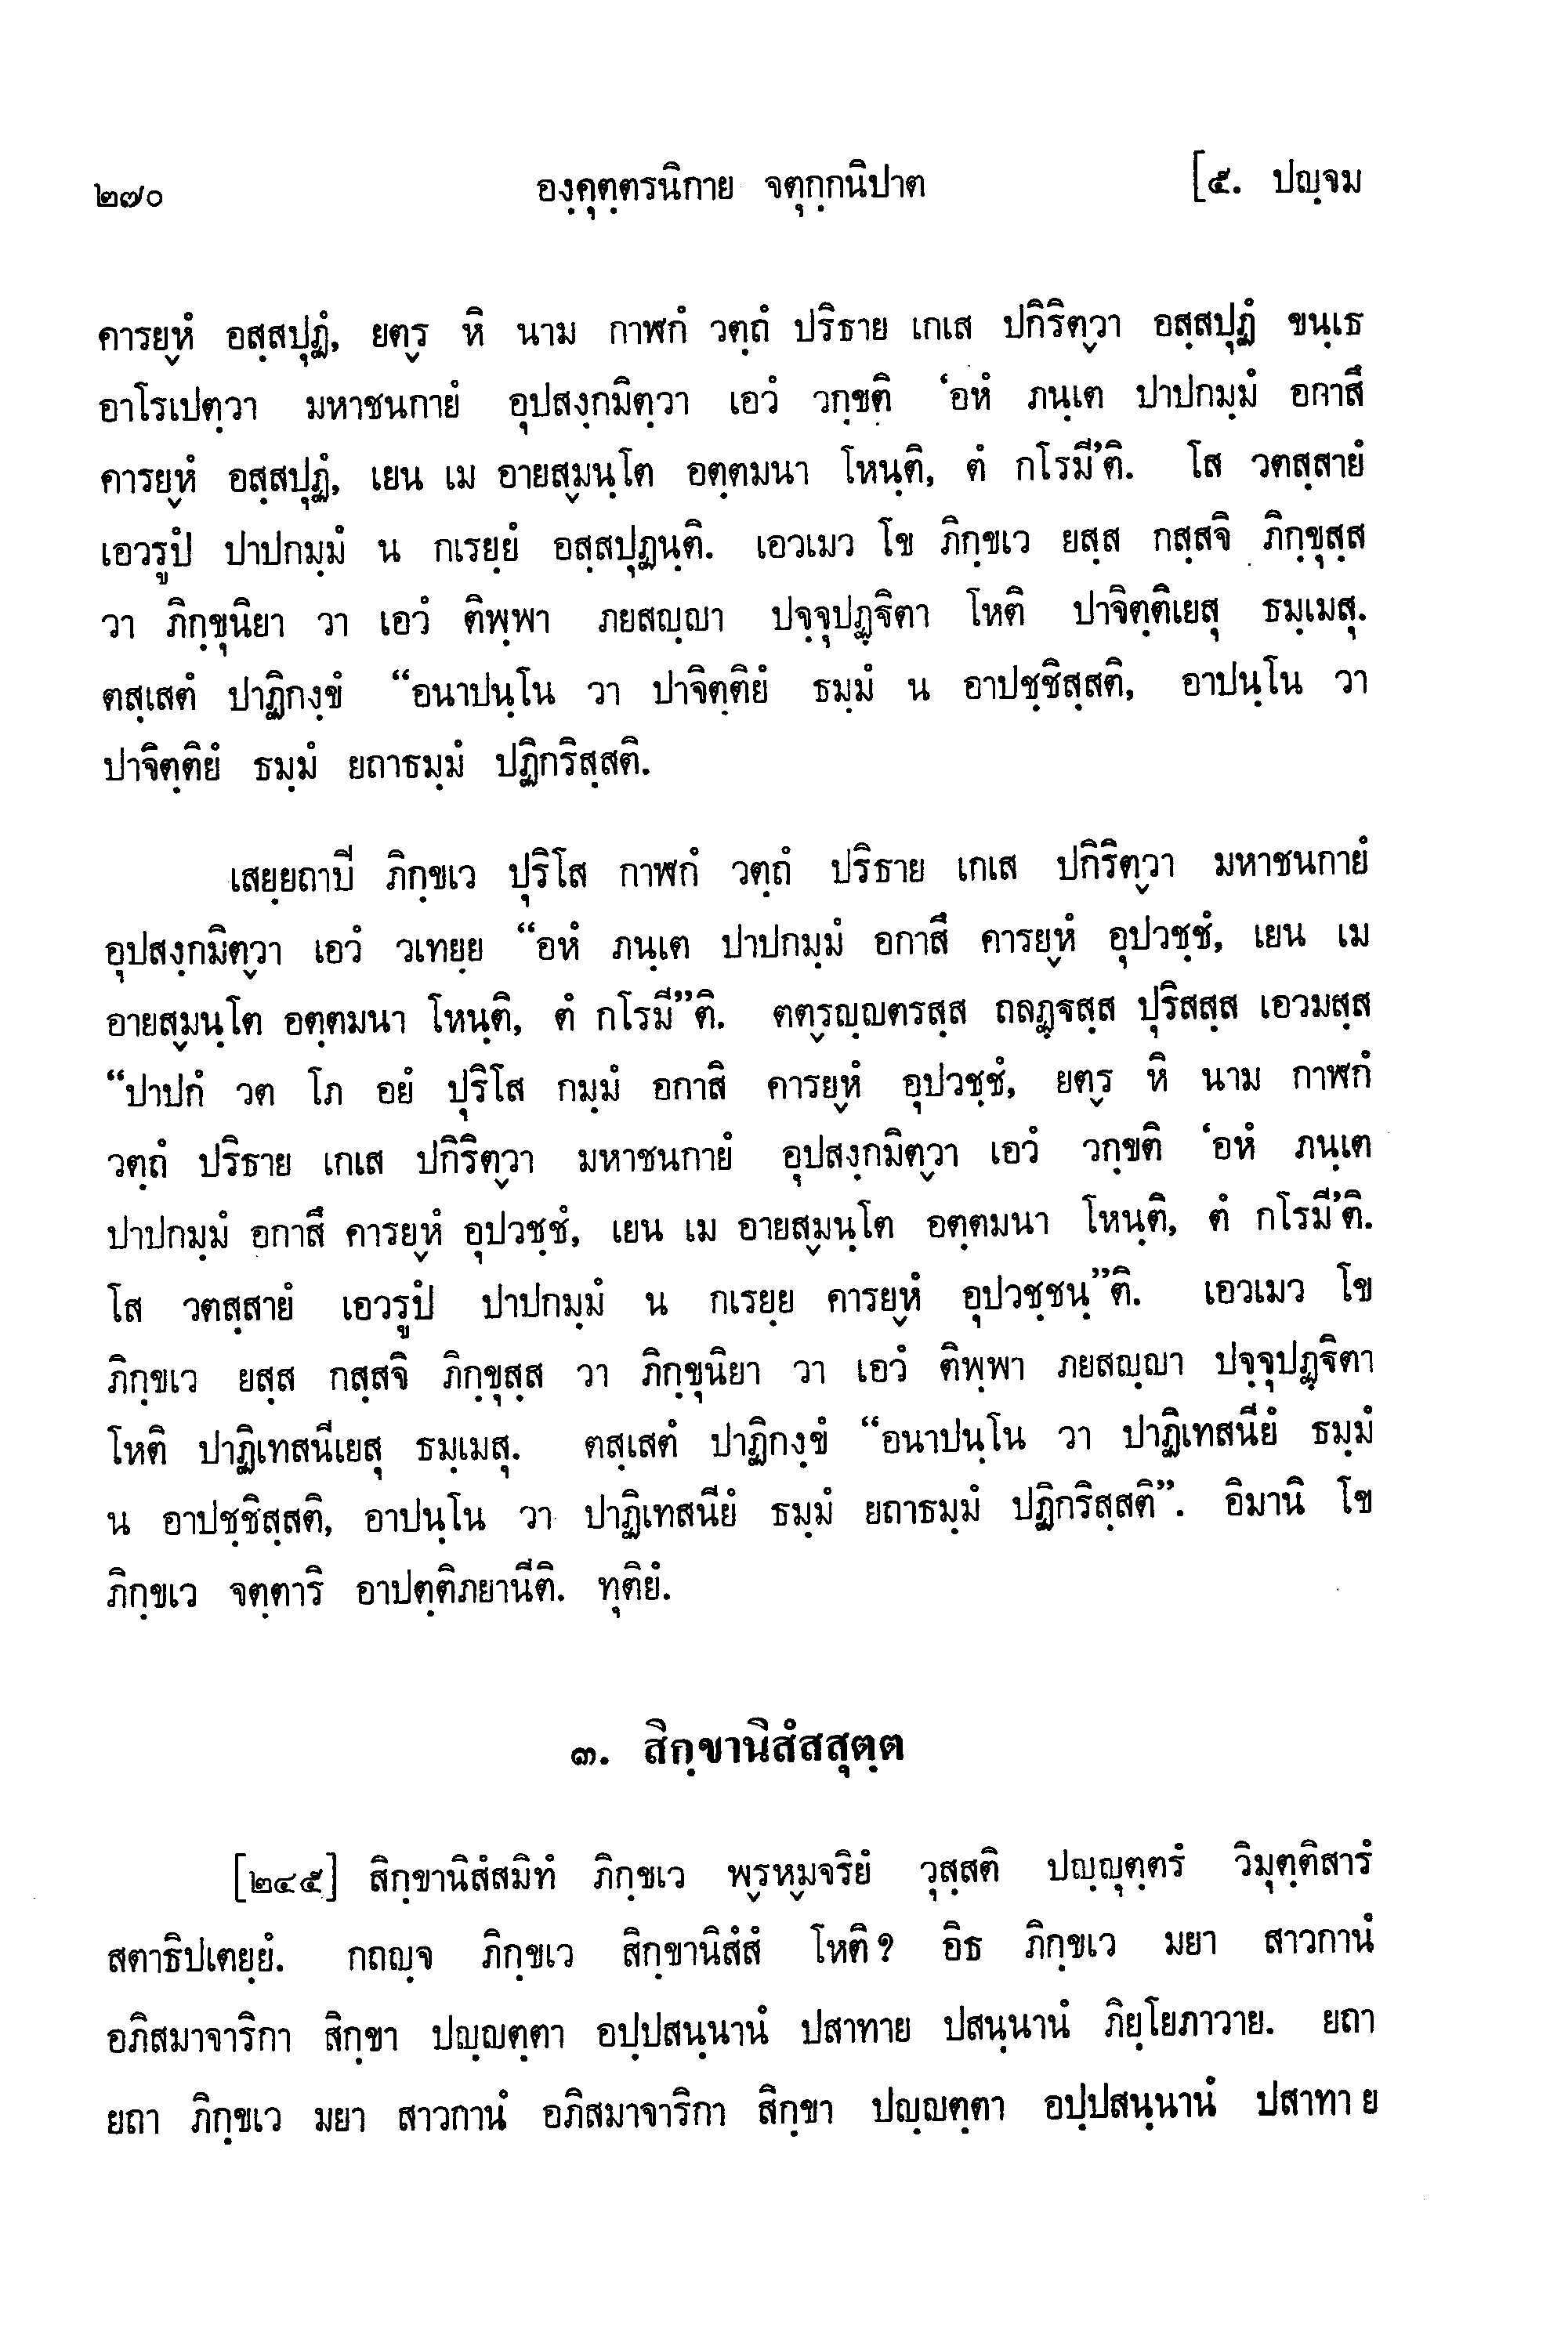 ๒๗๐ องฺคุตฺตรนิกาย จตุกฺกนิปาต [๕. ปญฺจม
คารย๎หํ อสฺสปุฏํ, ยต๎ร หิ นาม กาฬกํ วตฺถํ ปริธาย เกเส ปกิริต๎วา อสฺสปุฏํ ขนฺเธ
อาโรเปตฺวา มหาชนกายํ อุปสงฺกมิตฺวา เอวํ วกฺขติ ‘อหํ ภนฺเต ปาปกมฺมํ อกาสึ
คารย๎หํ อสฺสปุฏํ, เยน เม อายส๎มนฺโต อตฺตมนา โหนฺติ, ตํ กโรมี’ติ. โส วตสฺสายํ
เอวรูปํ ปาปกมฺมํ น กเรยฺยํ อสฺสปุฏนฺติ. เอวเมว โข ภิกฺขเว ยสฺส กสฺสจิ ภิกฺขุสฺส
วา ภิกฺขุนิยา วา เอวํ ติพฺพา ภยสญฺญา ปจฺจุปฏฺฐิตา โหติ ปาจิตฺติเยสุ ธมฺเมสุ.
ตสฺเสตํ ปาฏิกงฺขํ “อนาปนฺโน วา ปาจิตฺติยํ ธมฺมํ น อาปชฺชิสฺสติ, อาปนฺโน วา
ปาจิตฺติยํ ธมฺมํ ยถาธมฺมํ ปฏิกริสฺสติ.
เสยฺยถาปี ภิกฺขเว ปุริโส กาฬกํ วตฺถํ ปริธาย เกเส ปกิริต๎วา มหาชนกายํ
อุปสงฺกมิต๎วา เอวํ วเทยฺย “อหํ ภนฺเต ปาปกมฺมํ อกาสึ คารย๎หํ อุปวชฺชํ, เยน เม
อายส๎มนฺโต อตฺตมนา โหนฺติ, ตํ กโรมี”ติ. ตต๎รญฺญตรสฺส ถลฏฺฐสฺส ปุริสสฺส เอวมสฺส
“ปาปกํ วต โภ อยํ ปุริโส กมฺมํ อกาสิ คารย๎หํ อุปวชฺชํ, ยต๎ร หิ นาม กาฬกํ
วตฺถํ ปริธาย เกเส ปกิริต๎วา มหาชนกายํ อุปสงฺกมิต๎วา เอวํ วกฺขติ ‘อหํ ภนฺเต
ปาปกมฺมํ อกาสึ คารย๎หํ อุปวชฺชํ, เยน เม อายส๎มนฺโต อตฺตมนา โหนฺติ, ตํ กโรมี’ติ.
โส วตสฺสายํ เอวรูปํ ปาปกมฺมํ น กเรยฺย คารย๎หํ อุปวชฺชนฺ”ติ. เอวเมว โข
ภิกฺขเว ยสฺส กสฺสจิ ภิกฺขุสฺส วา ภิกฺขุนิยา วา เอวํ ติพฺพา ภยสญฺญา ปจฺจุปฏฺฐิตา
โหติ ปาฏิเทสนีเยสุ ธมฺเมสุ. ตสฺเสตํ ปาฏิกงฺขํ “อนาปนฺโน วา ปาฏิเทสนียํ ธมฺมํ
น อาปชฺชิสฺสติ, อาปนฺโน วา ปาฏิเทสนียํ ธมฺมํ ยถาธมฺมํ ปฏิกริสฺสติ”. อิมานิ โข
ภิกฺขเว จตฺตาริ อาปตฺติภยานีติ. ทุติยํ.
๓. สิกฺขานิสํสสุตฺต
[๒๔๕] สิกฺขานิสํสมิทํ ภิกฺขเว พ๎รห๎มจริยํ วุสฺสติ ปญฺญุตฺตรํ วิมุตฺติสารํ
สตาธิปเตยฺยํ. กถญฺจ ภิกฺขเว สิกฺขานิสํสํ โหติ? อิธ ภิกฺขเว มยา สาวกานํ
อภิสมาจาริกา สิกฺขา ปญฺญตฺตา อปฺปสนฺนานํ ปสาทาย ปสนฺนานํ ภิยฺโยภาวาย. ยถา
ยถา ภิกฺขเว มยา สาวกานํ อภิสมาจาริกา สิกฺขา ปญฺญตฺตา อปฺปสนฺนานํ ปสาทาย